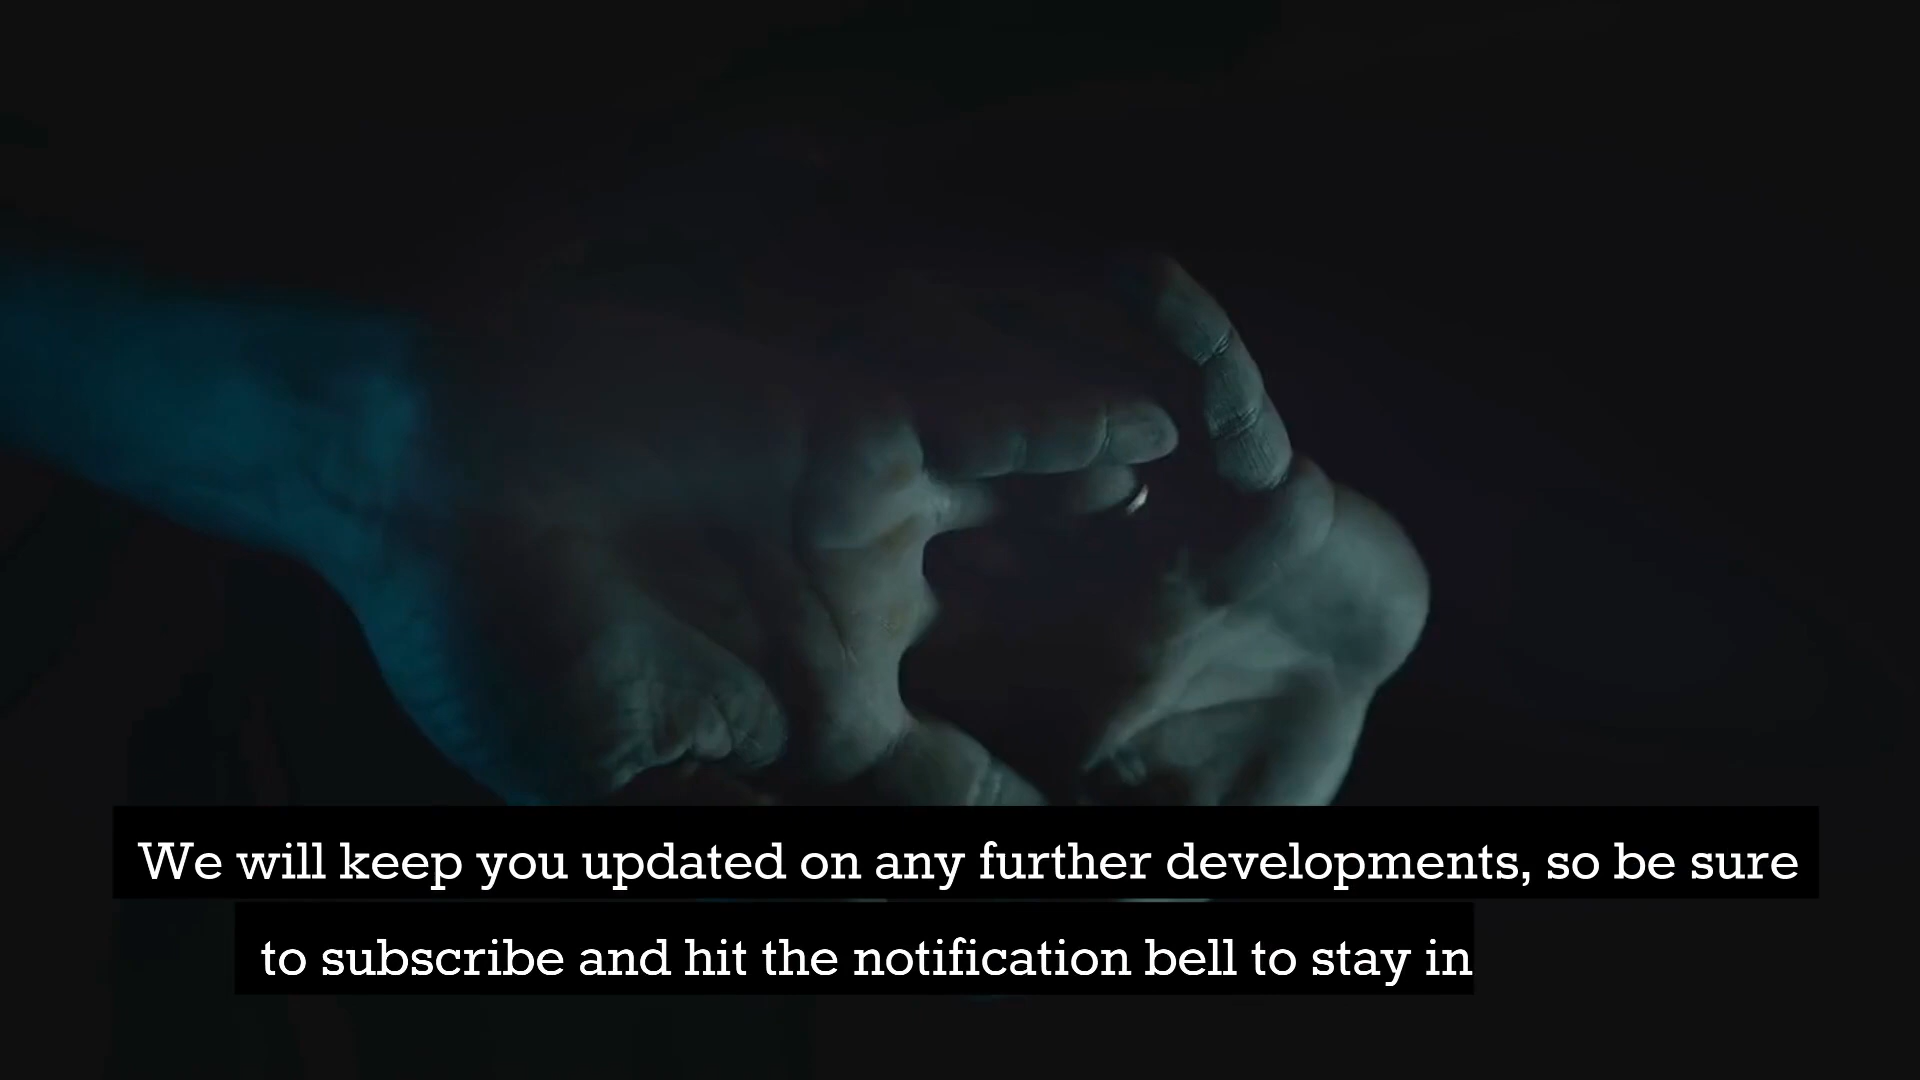 We will keep you updated on any further developments, so be sure
to subscribe and hit the notification bell to stay in